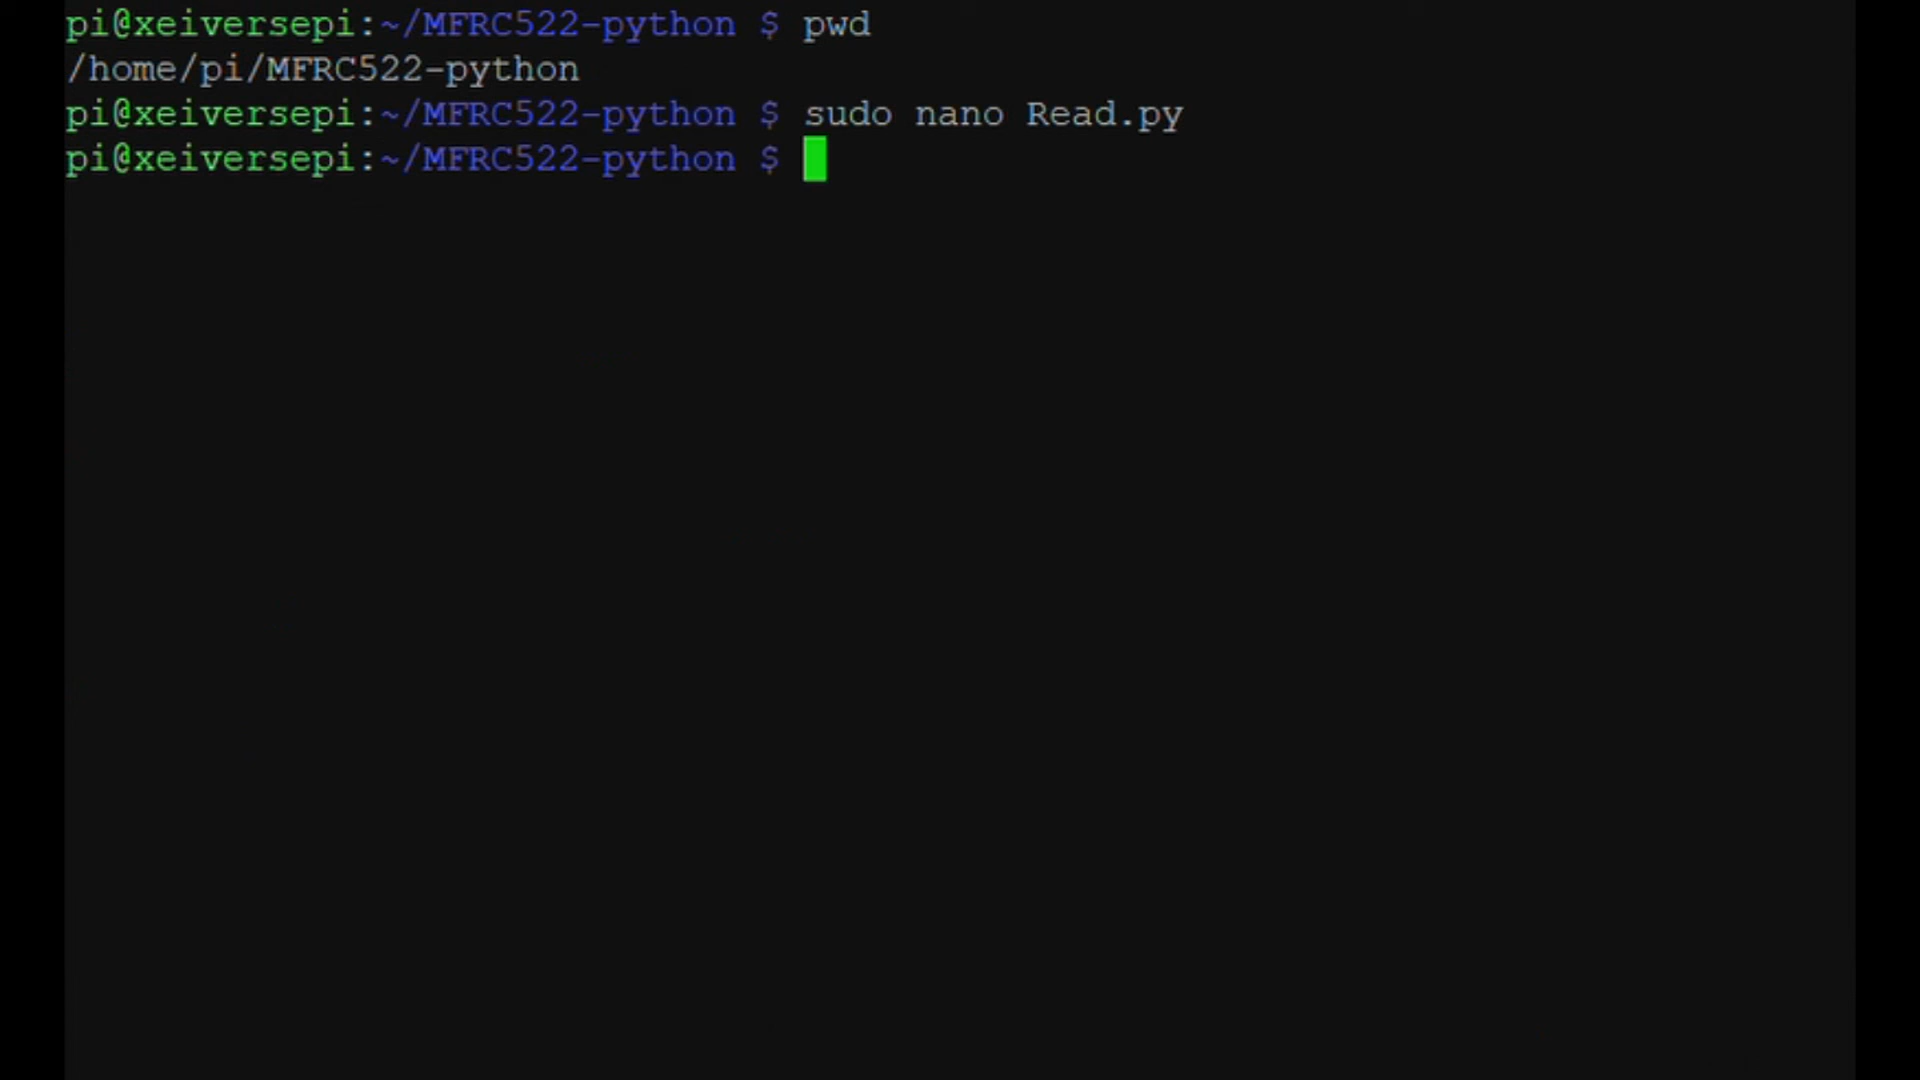 pi@xeiversepi:~/MFRC522-python $ pwd
/home/pi/MFRC522-python
pi@xeiversepi:~/MFRC522-python $ sudo nano Read.py
pi@xeiversepi:~/MFRC522-python $